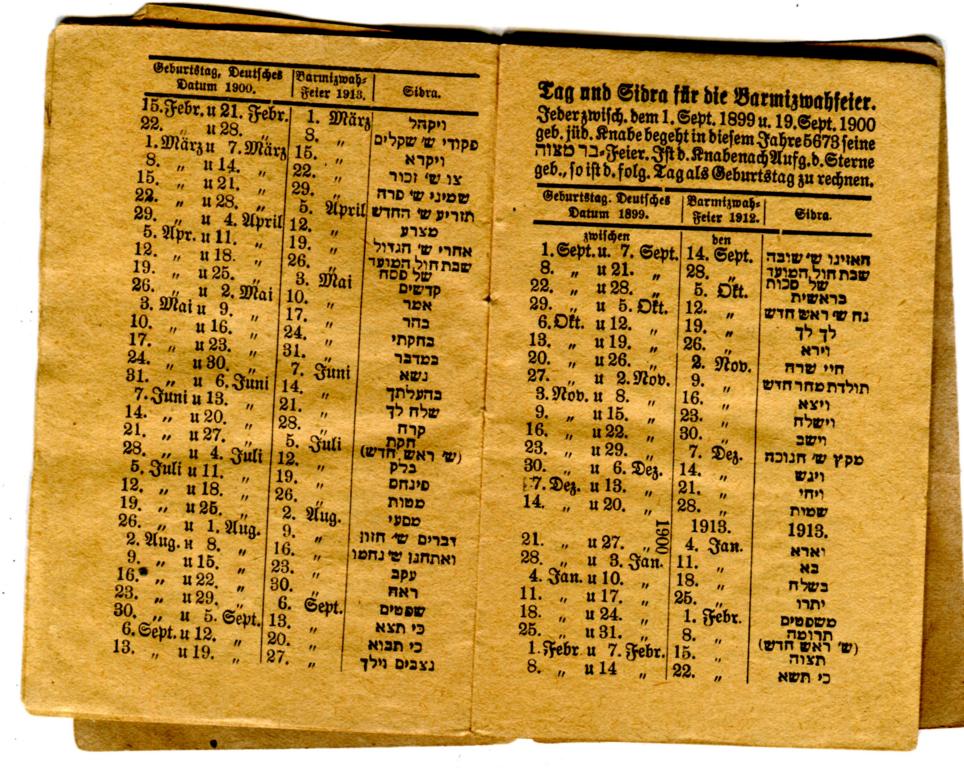 Tag und Sidra für die Barmizwahfeier.
Jeder zwisch. dem 1. Sept. 1899 u. 19. Sept. 1900
geb. jüd. Knabe begeht in diesem Jahre 5673 seine
בר מצוה-Feier. Ist d. Knabe nach Aufg. d. Sterne
geb., so ist d. folg. Tag als Geburtstag zu rechnen.
Geburtstag. Deutsches Barmizwah- Sidra.
Datum 1899. Feier 1912.
zwischen den
1. Sept. u. 7. Sept. 14. Sept. האזינו ש' שובה
8. „ u 21. „ 28. „ שבת חול המועד
של סכות
22. „ u 28. „ 5. Okt. בראשית
29. „ u 5. Okt. 12. „ נח ש' ראש חדש
6. Okt. u 12. „ 19. „ לך לך
13. „ u 19. „ 26. „ וירא
20. „ u 26. „ 2. Nov. חיי שרה
27. „ u 2. Nov. 9. „ תולדת מחר חדש
3. Nov. u 8. „ 16. „ ויצא
9. „ u 15. „ 23. „ וישלח
16. „ u 22. „ 30. „ וישב
23. „ u 29. „ 7. Dez. מקץ ש' חנוכה
30. „ u 6. Dez. 14. „ ויגש
7. Dez. u 13. „ 21. „ ויחי
14. „ u 20. „ 28. „ שמות
1900 1913. 1913.
21. „ u 27. „ 4. Jan. וארא
28. „ u 3. Jan. 11. „ בא
4. Jan. u 10. „ 18. „ בשלח
11. „ u 17. „ 25. „ יתרו
18. „ u 24. „ 1. Febr. משפטים
25. „ u 31. „ 8. „ תרומה
(ש' ראש חדש)
1. Febr u 7. Febr. 15. „ תצוה
8. „ u 14 „ 22. „ כי תשא
Geburtstag, Deutsches Barmizwah- Sidra.
Datum 1900. Feier 1913.
15. Febr. u 21. Febr. 1. März ויקהל
22. „ u 28. „ 8. „ פקודי ש' שקלים
1. März u 7. März 15. „ ויקרא
8. „ u 14. „ 22. „ צו ש' זכור
15. „ u 21. „ 29. „ שמיני ש' פרה
22. „ u 28. „ 5. April תזריע ש' החדש
29. „ u 4. April 12. „ מצרע
5. Apr. u 11. „ 19. „ אחרי ש' הגדול
12. „ u 18. „ 26. „ שבת חול המועד
של פסח
19. „ u 25. „ 3. Mai קדשים
26. „ u 2. Mai 10. „ אמר
3. Mai u 9. „ 17. „ בהר
10. „ u 16. „ 24. „ בחקתי
17. „ u 23. „ 31. „ במדבר
24. „ u 30. „ 7. Juni נשא
31. „ u 6. Juni 14. „ בהעלתך
7. Juni u 13. „ 21. „ שלח לך
14. „ u 20. „ 28. „ קרח
21. „ u 27. „ 5. Juli חקת
(ש' ראש חדש)
28. „ u 4. Juli 12. „ בלק
5. Juli u 11. „ 19. „ פינחם
12. „ u 18. „ 26. „ מטות
19. „ u 25. „ 2. Aug. מסעי
26. „ u 1. Aug. 9. „ דברים ש' חזון
2. Aug. u 8. „ 16. „ ואתחנן ש' נחמו
9. „ u 15. „ 23. „ עקב
16. „ u 22. „ 30. „ ראה
23. „ u 29. „ 6. Sept. שפטים
30. „ u 5. Sept. 13. „ כי תצא
6. Sept. u 12. „ 20. „ כי תבוא
13. „ u 19. „ 27. „ נצבים וילך